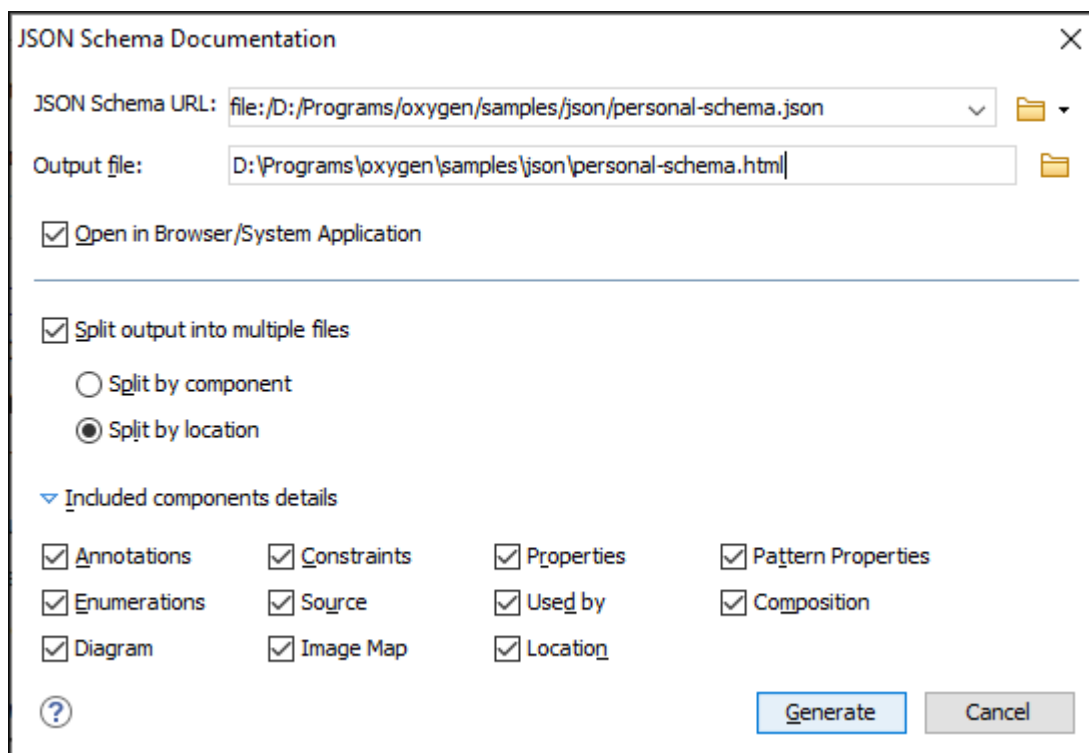 JSON Schema Documentation
JSON Schema URL: file:/D:/Programs/oxygen/samples/json/personal-schema.json
Output file: D:\Programs\oxygen\samples\json\personal-schema.html
Open in Browser/System Application
Split output into multiple files
Split by component
Split by location
Included components details
Annotations Constraints Properties Pattern Properties
Enumerations Source Used by Composition
Diagram Image Map Location
? Generate Cancel